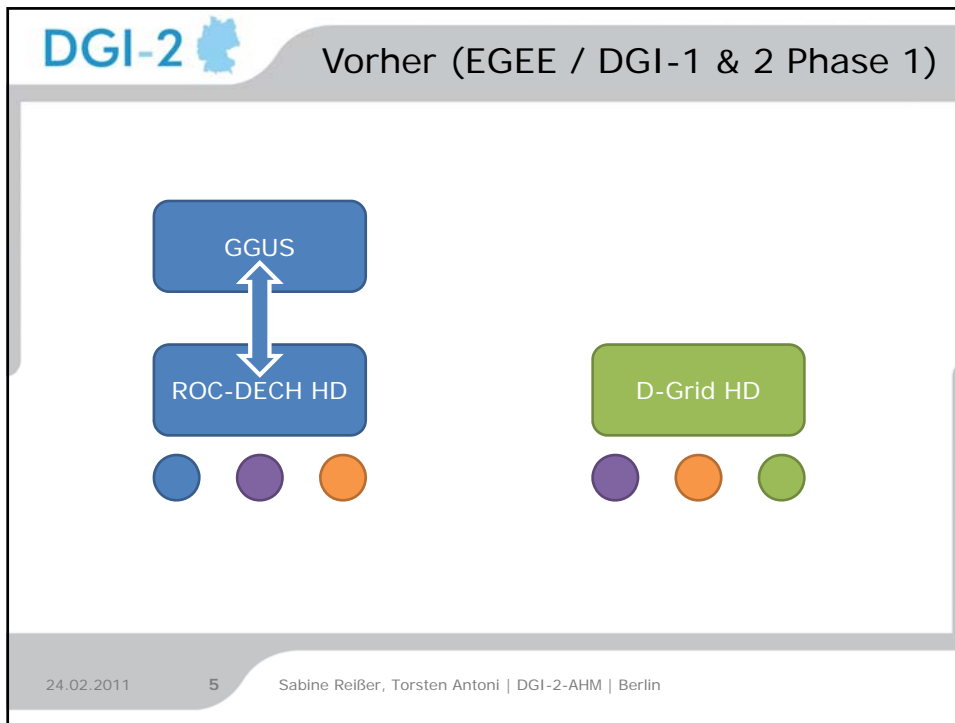 DGI-2
Vorher (EGEE / DGI-1 & 2 Phase 1)
GGUS
ROC-DECH HD
D-Grid HD
24.02.2011 5 Sabine Reißer, Torsten Antoni | DGI-2-AHM | Berlin